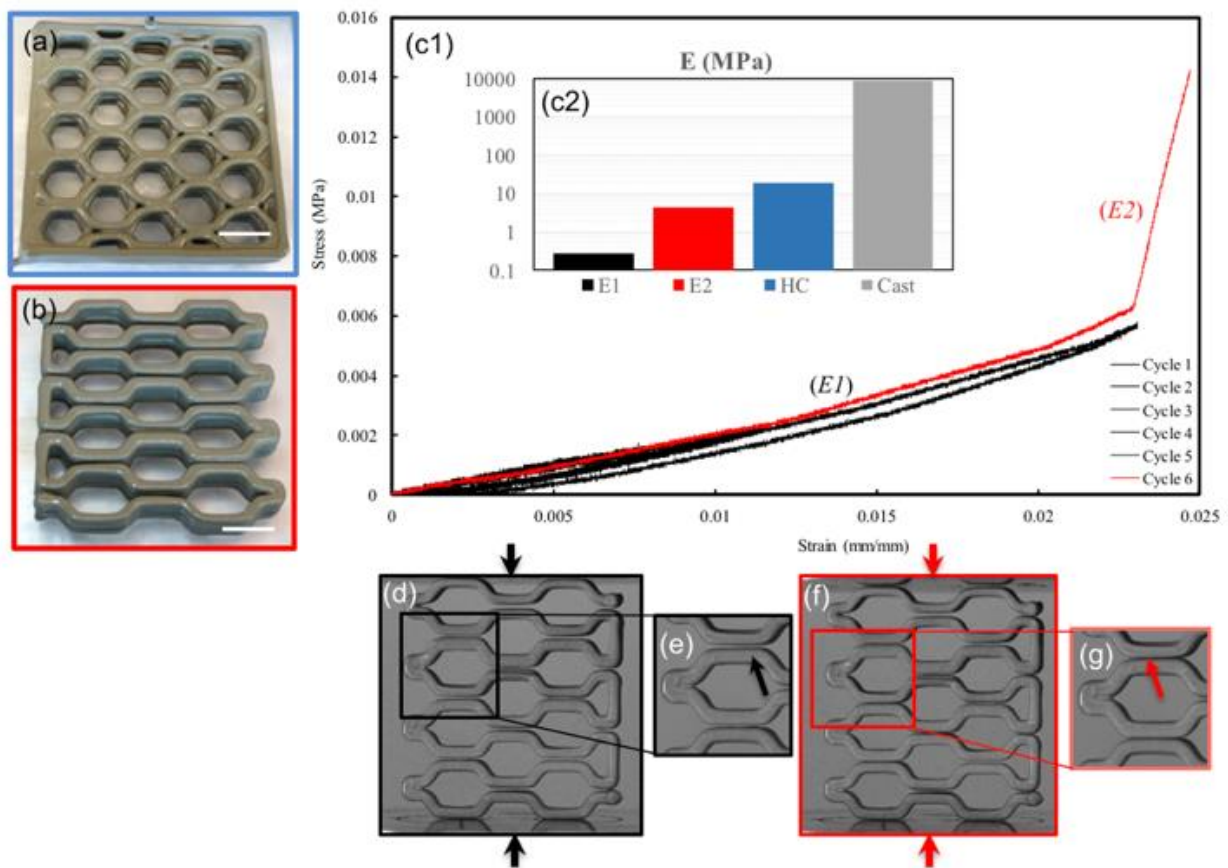 (a)
(b)
(c1)
0.016
0.014
0.012
0.01
0.008
0.006
0.004
0.002
0
Stress (MPa)
E (MPa)
(c2)
10000
1000
100
10
1
0.1
E1 E2 HC Cast
(E2)
(E1)
Cycle 1
Cycle 2
Cycle 3
Cycle 4
Cycle 5
Cycle 6
0 0.005 0.01 0.015 0.02 0.025
Strain (mm/mm)
(d)
(e)
(f)
(g)